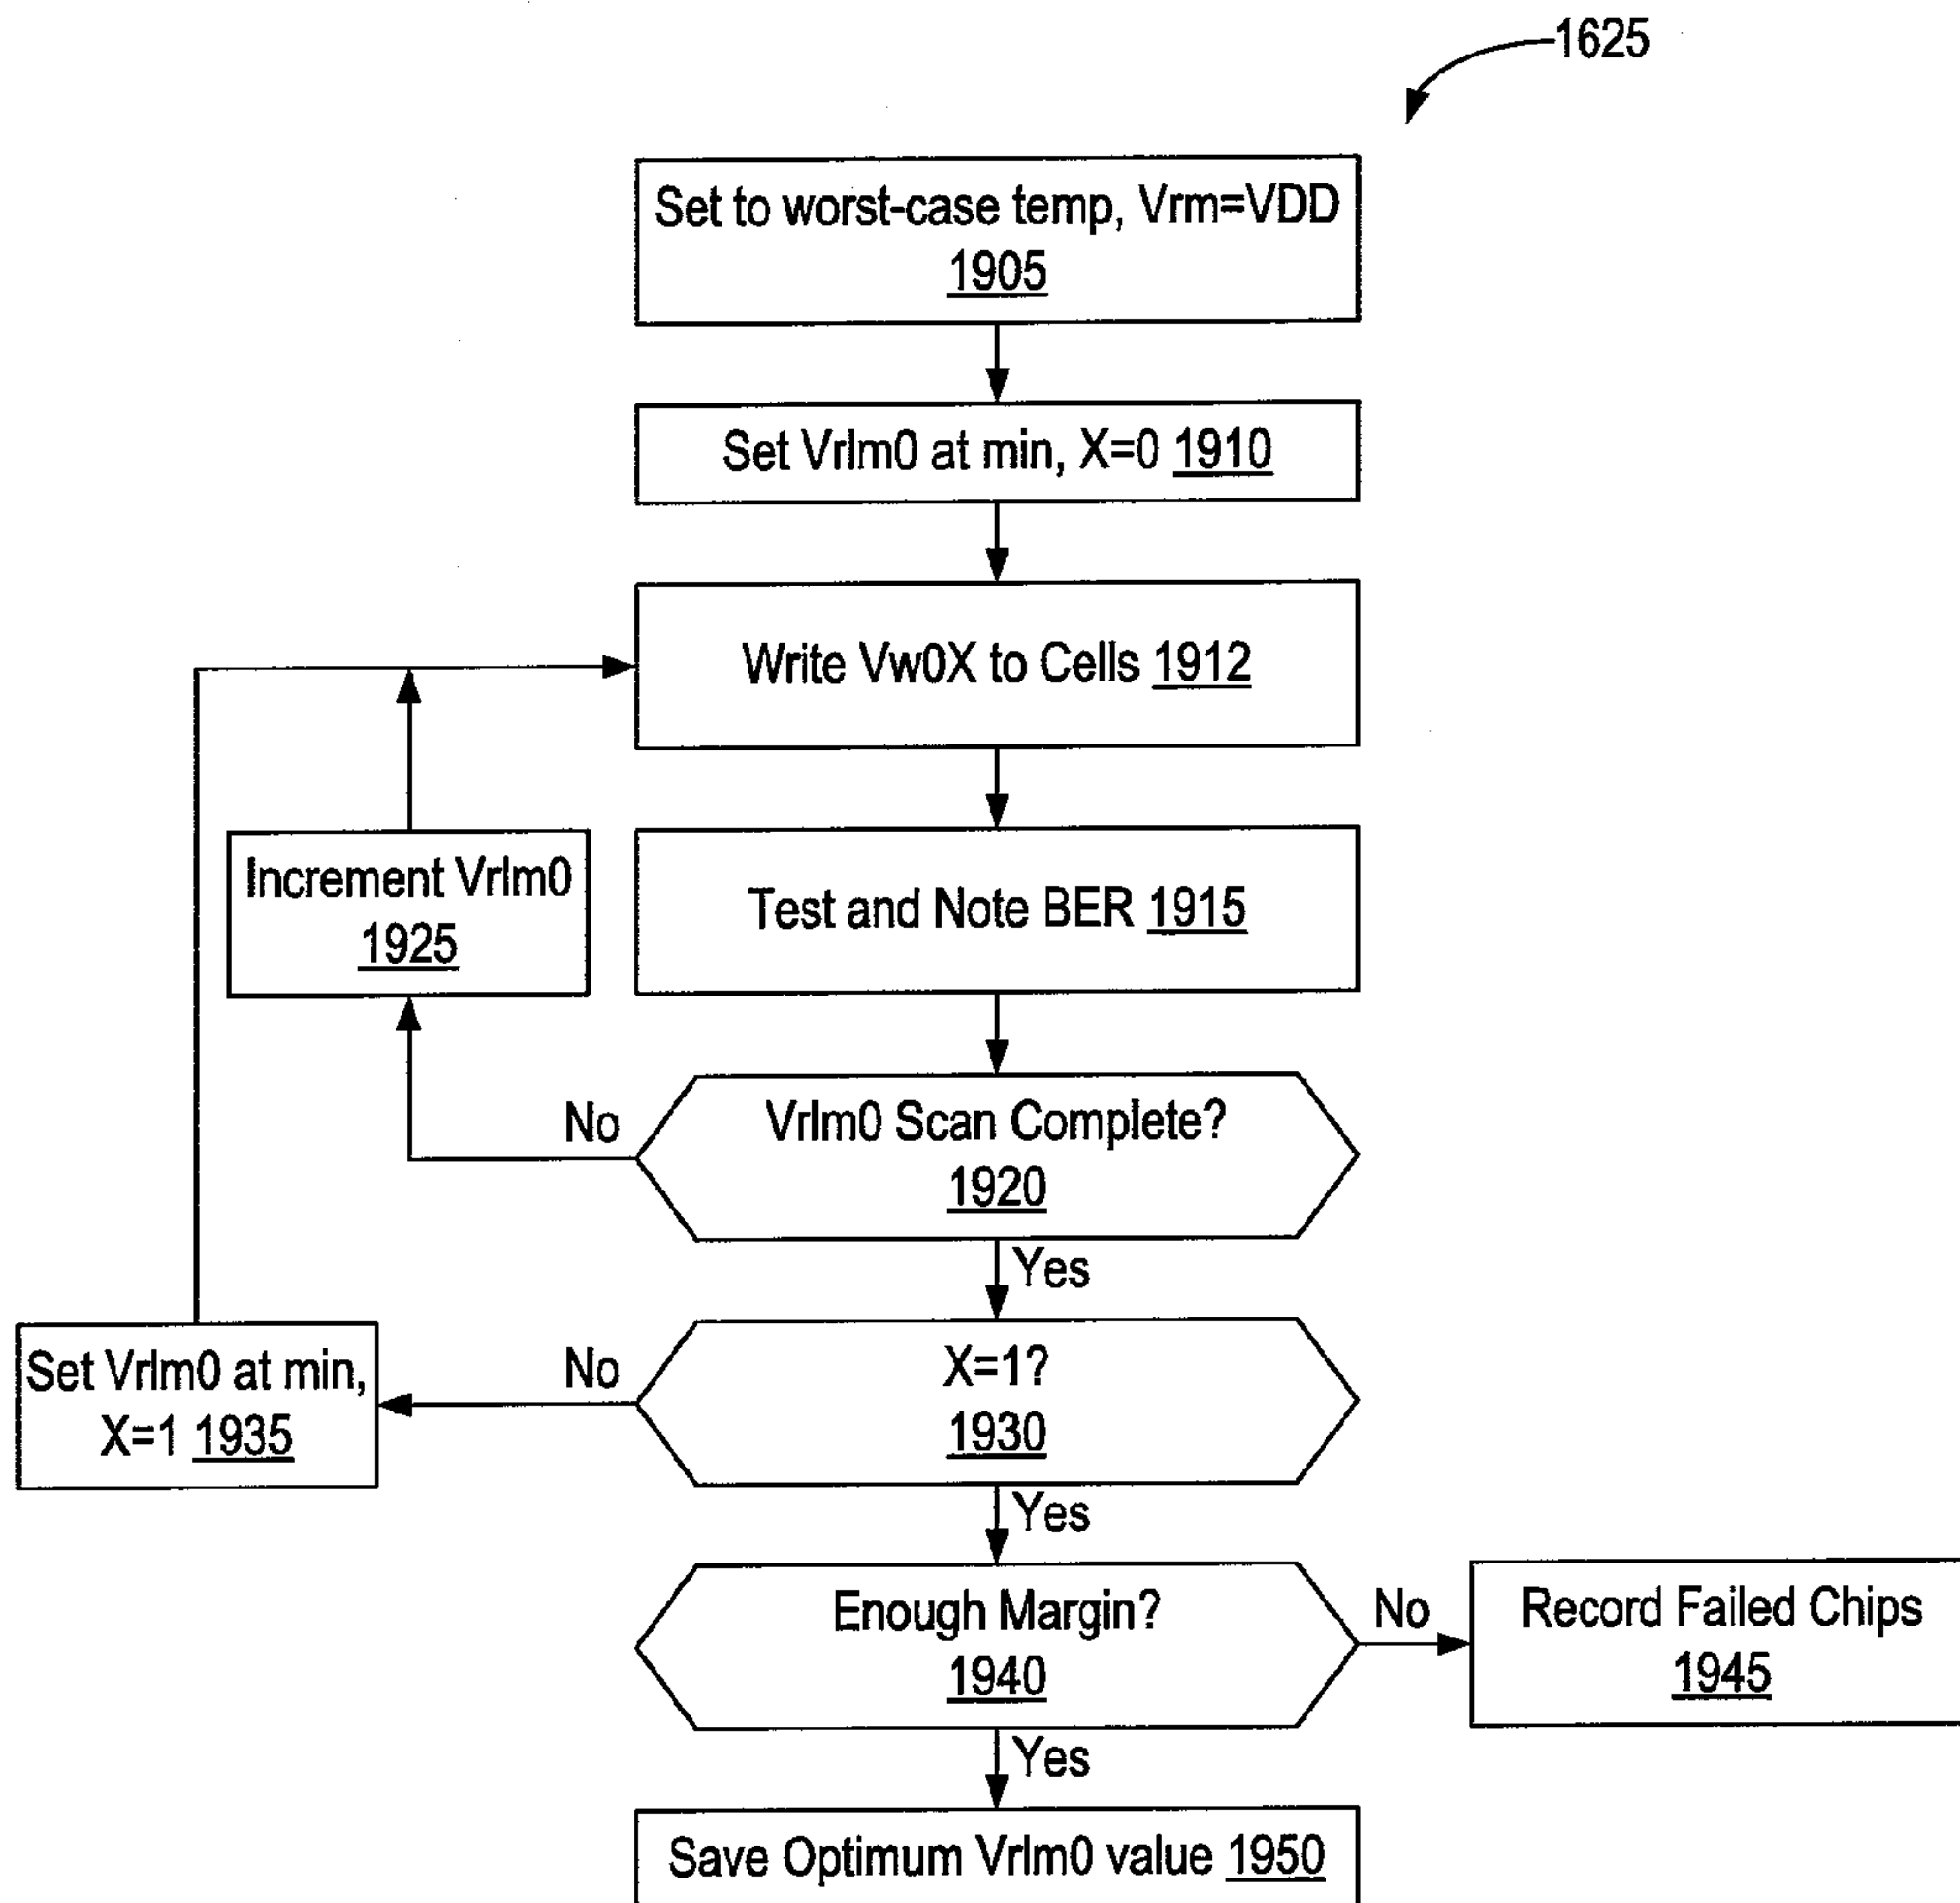 1625
Set to worst-case temp, Vrm=VDD
1905
Set Vrlm0 at min, X=0 1910
Write Vw0X to Cells 1912
Increment Vrlm0
1925
Test and Note BER 1915
No
Vrlm0 Scan Complete?
1920
Yes
Set Vrlm0 at min,
X=1 1935
No
X=1?
1930
Yes
Enough Margin?
1940
No
Record Failed Chips
1945
Yes
Save Optimum Vrlm0 value 1950